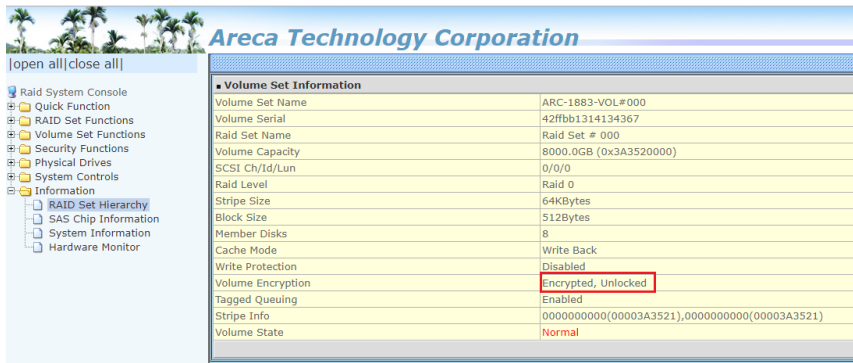 Areca Technology Corporation
|open all|close all|
Raid System Console
Quick Function
RAID Set Functions
Volume Set Functions
Security Functions
Physical Drives
System Controls
Information
RAID Set Hierarchy
SAS Chip Information
System Information
Hardware Monitor
Volume Set Information
Volume Set Name ARC-1883-VOL#000
Volume Serial 42ffbb1314134367
Raid Set Name Raid Set # 000
Volume Capacity 8000.0GB (0x3A3520000)
SCSI Ch/Id/Lun 0/0/0
Raid Level Raid 0
Stripe Size 64KBytes
Block Size 512Bytes
Member Disks 8
Cache Mode Write Back
Write Protection Disabled
Volume Encryption Encrypted, Unlocked
Tagged Queuing Enabled
Stripe Info 0000000000(00003A3521),0000000000(00003A3521)
Volume State Normal